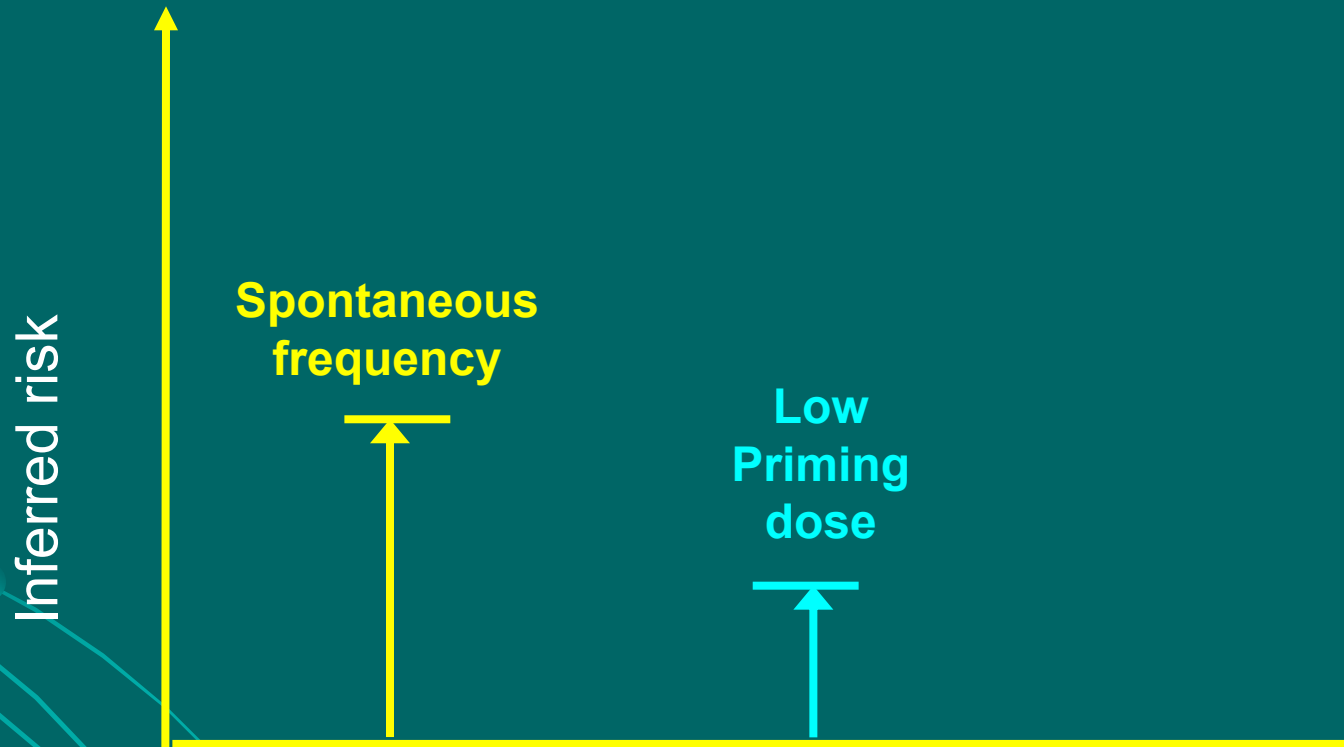 Inferred risk
Spontaneous
frequency
Low
Priming
dose